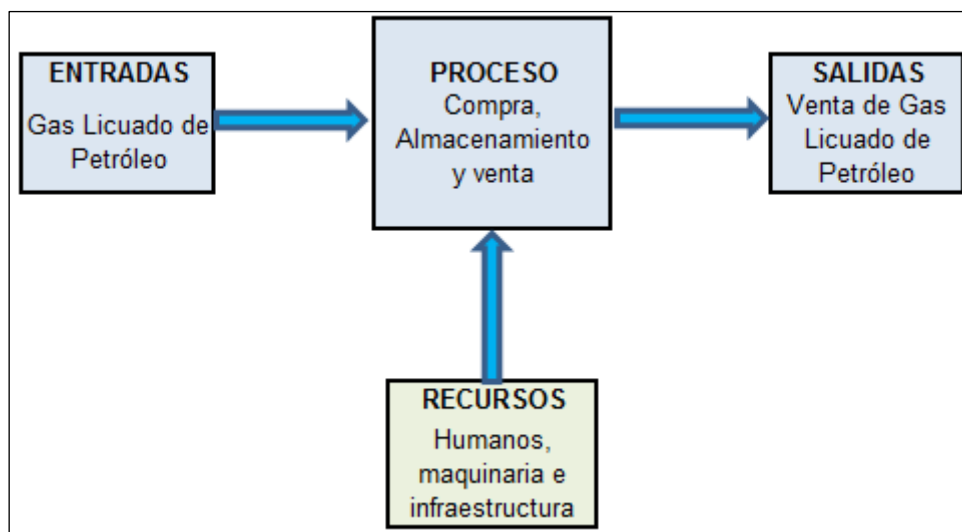 ENTRADAS
Gas Licuado de
Petróleo
PROCESO
Compra,
Almacenamiento
y venta
SALIDAS
Venta de Gas
Licuado de
Petróleo
RECURSOS
Humanos,
maquinaria e
infraestructura